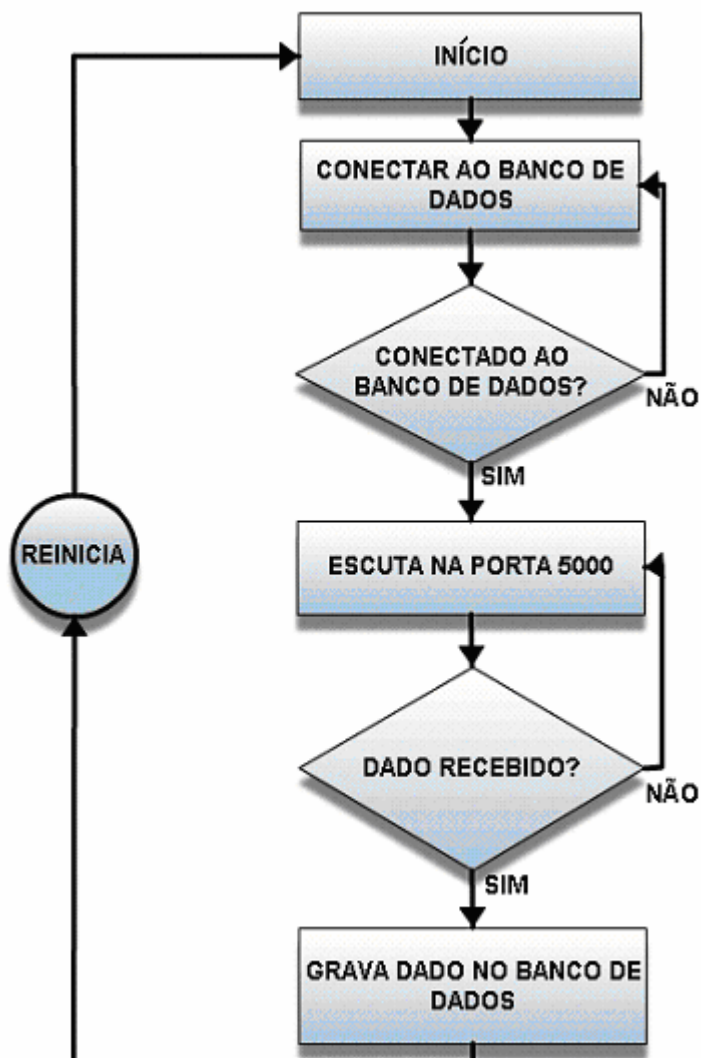 INÍCIO
CONECTAR AO BANCO DE
DADOS
CONECTADO AO
BANCO DE DADOS?
NÃO
SIM
ESCUTA NA PORTA 5000
REINICIA
DADO RECEBIDO?
NÃO
SIM
GRAVA DADO NO BANCO DE
DADOS